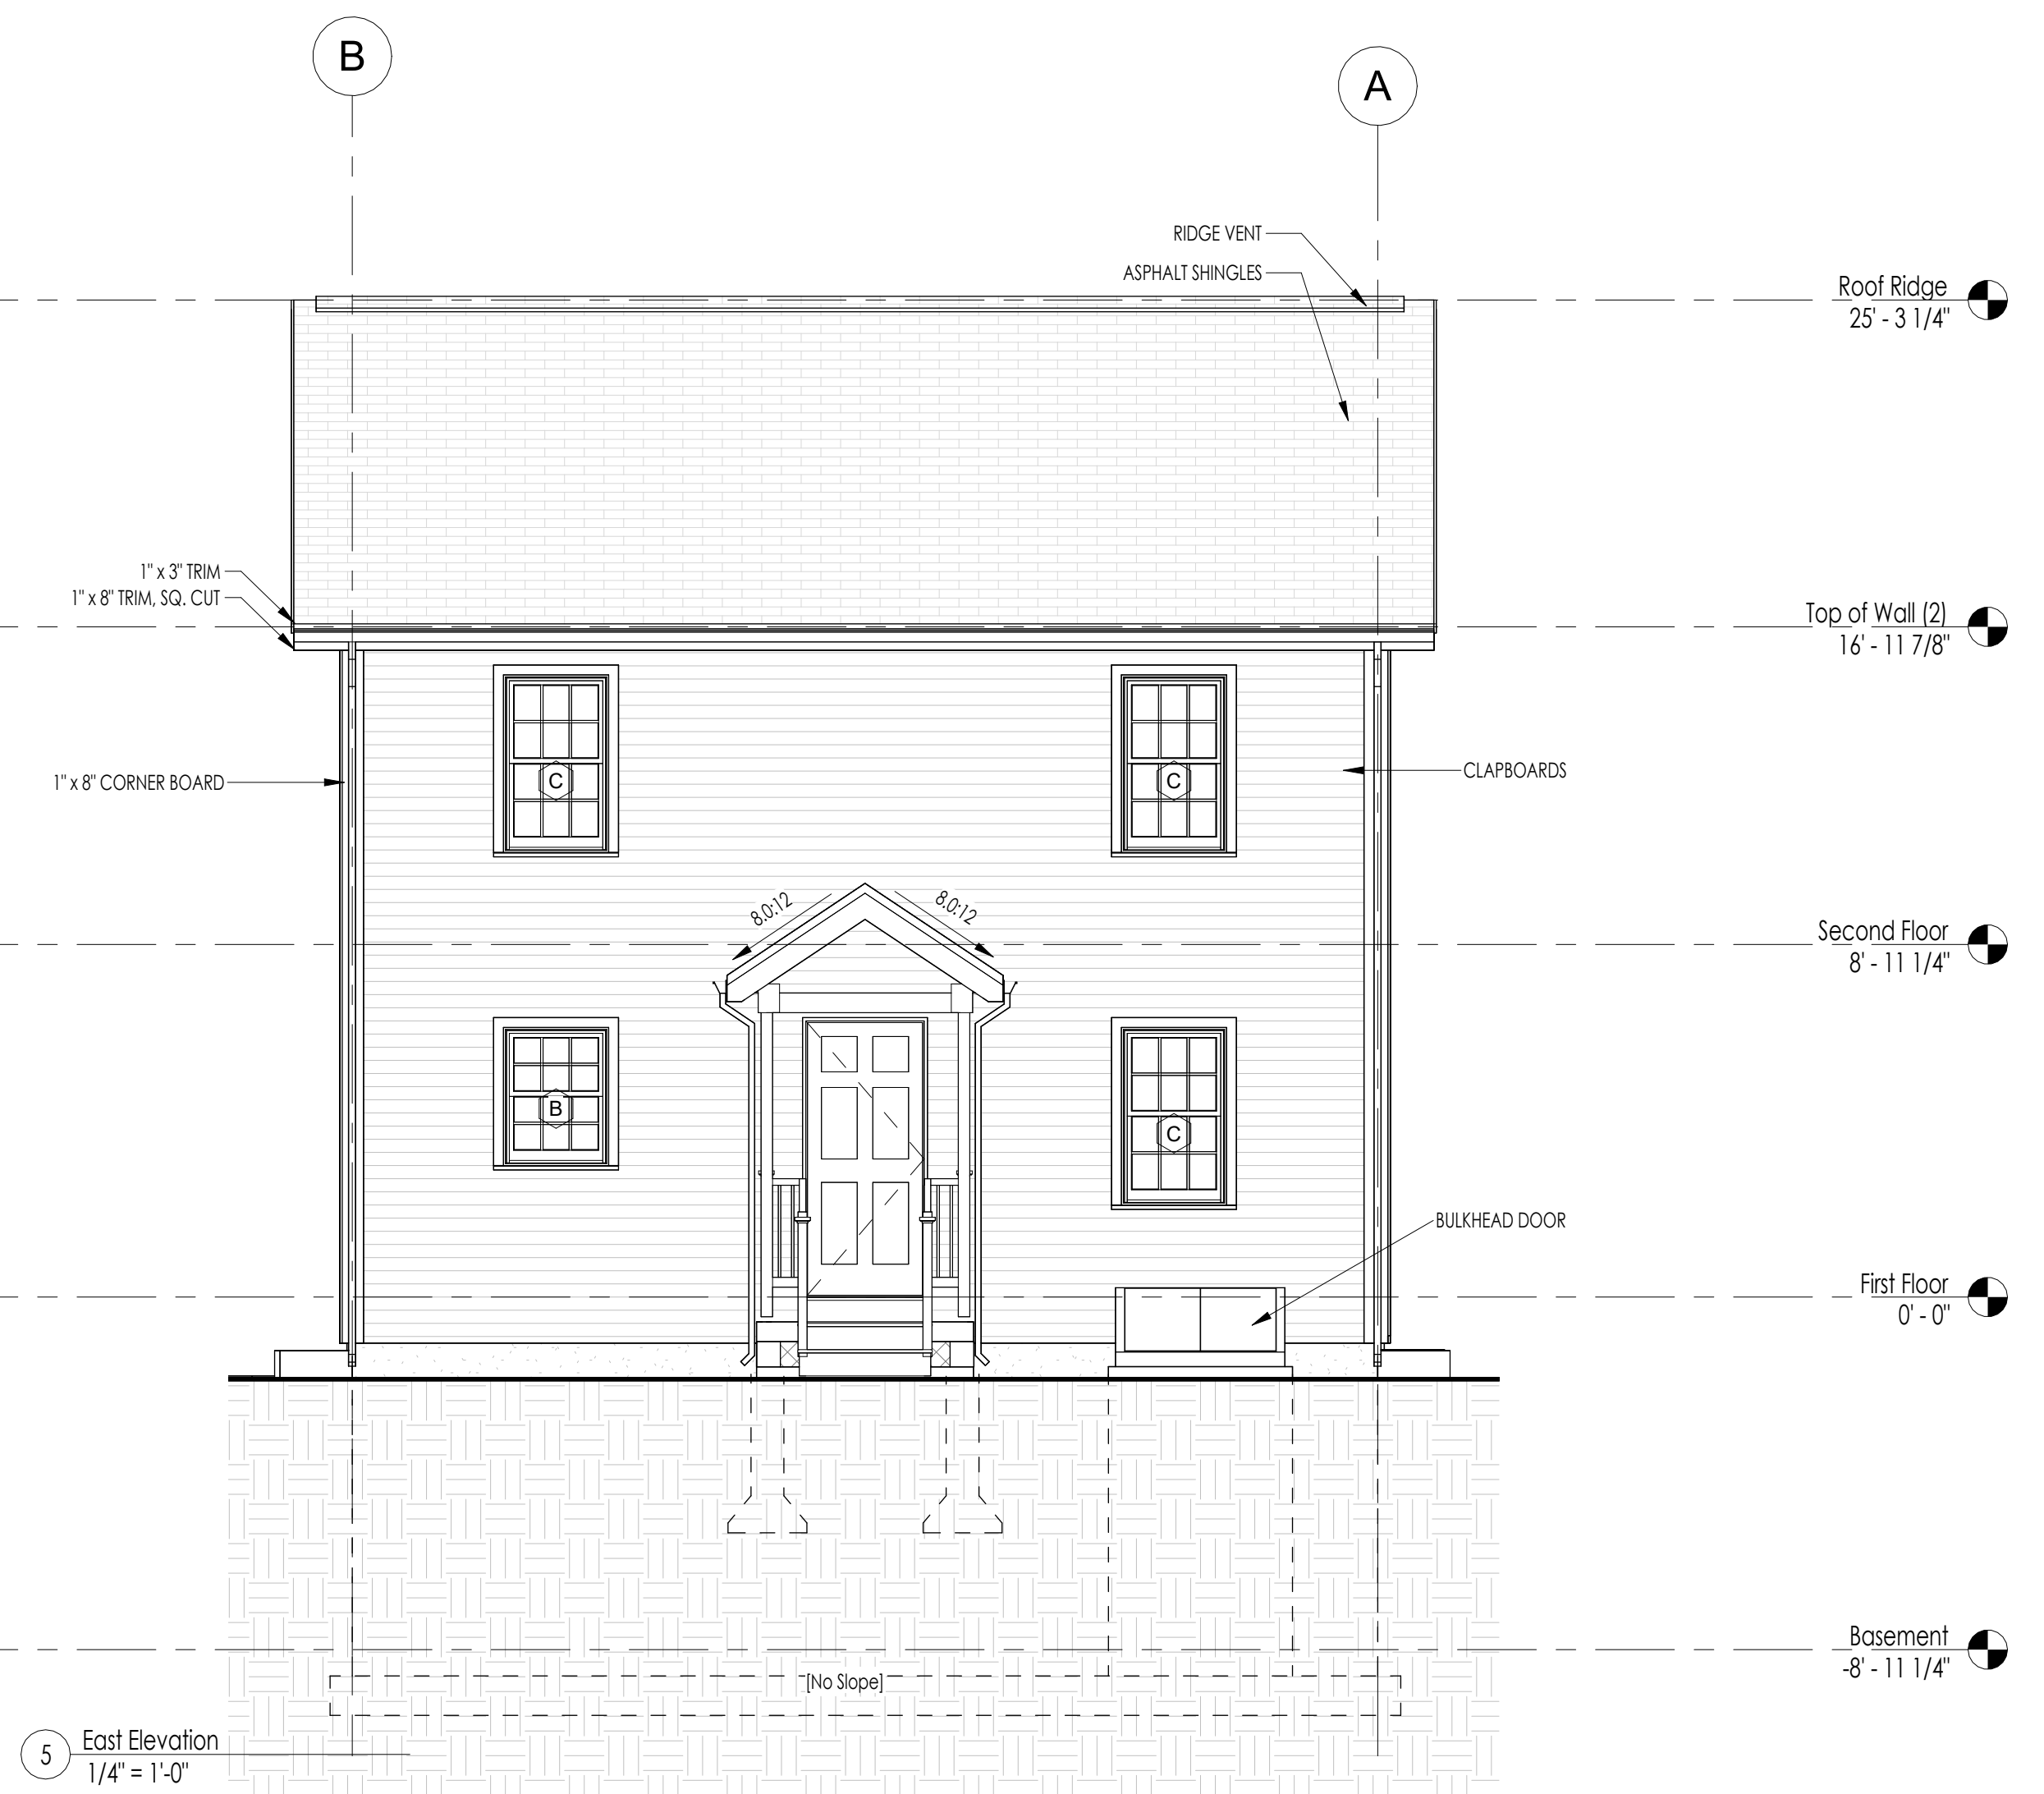 B
A
RIDGE VENT
ASPHALT SHINGLES
Roof Ridge
25' - 3 1/4"
1" x 3" TRIM
1" x 8" TRIM, SQ. CUT
Top of Wall (2)
16' - 11 7/8"
C
C
1" x 8" CORNER BOARD
CLAPBOARDS
8.0:12
8.0:12
Second Floor
8' - 11 1/4"
B
C
BULKHEAD DOOR
First Floor
0' - 0"
Basement
-8' - 11 1/4"
[No Slope]
5
East Elevation
1/4" = 1'-0"